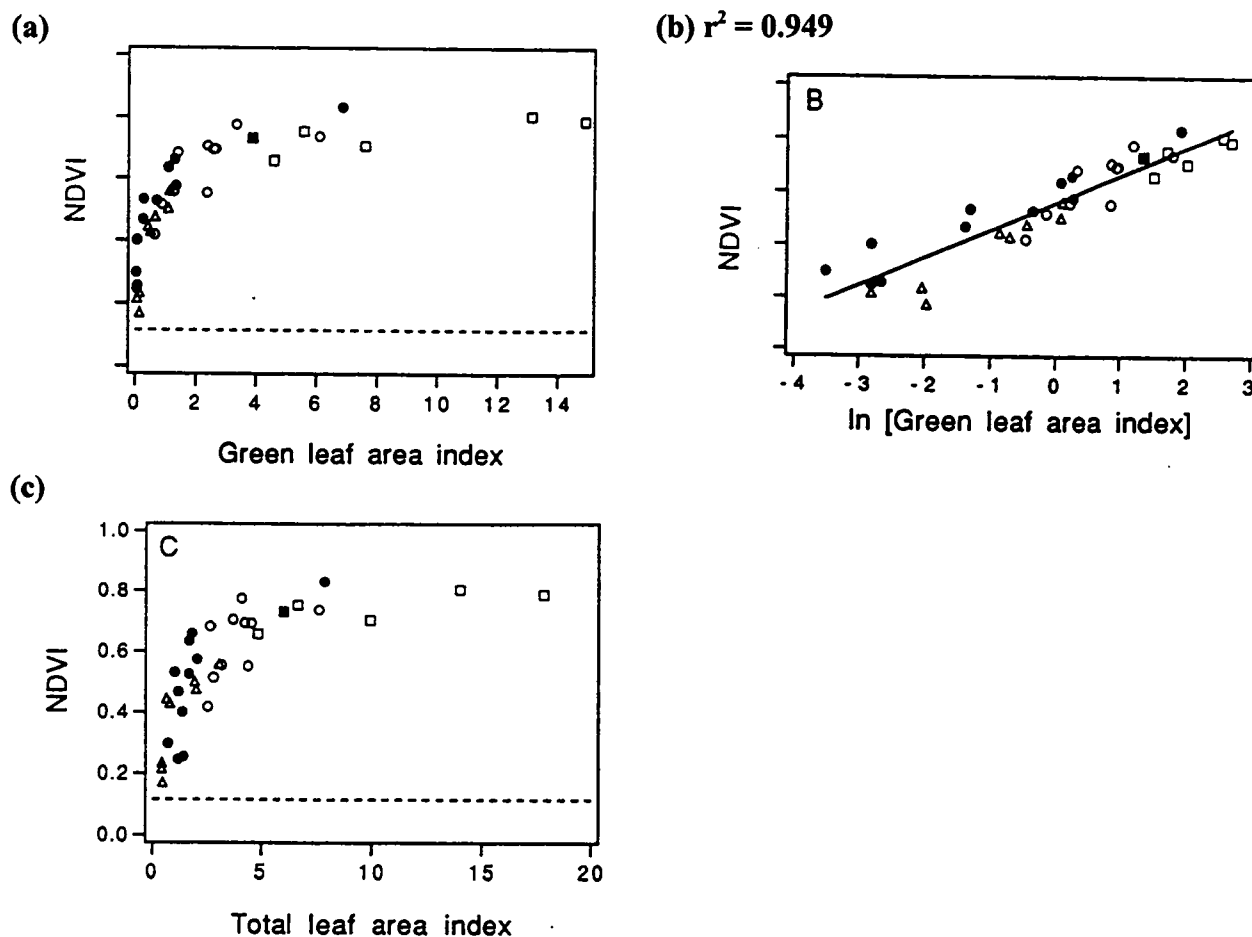 (a)
NDVI
0 2 4 6 8 10 12 14
Green leaf area index
(b) r² = 0.949
B
NDVI
-4 -3 -2 -1 0 1 2 3
ln [Green leaf area index]
(c)
C
NDVI
1.0
0.8
0.6
0.4
0.2
0.0
0 5 10 15 20
Total leaf area index